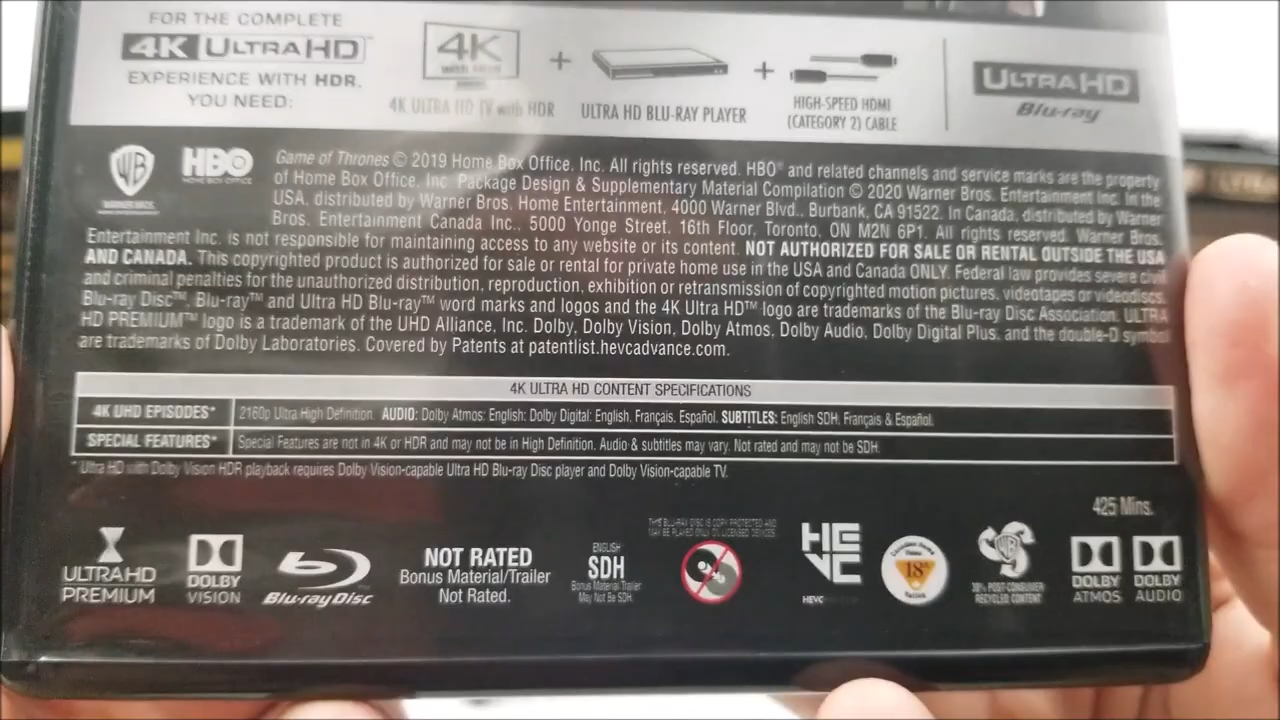 FOR THE COMPLETE
4K ULTRA HD™
EXPERIENCE WITH HDR,
YOU NEED:
4K
with HDR
4K ULTRA HD TV with HDR
+
ULTRA HD BLU-RAY PLAYER
+
HIGH-SPEED HDMI
(CATEGORY 2) CABLE
ULTRA HD
Blu-ray
WB
WARNER BROS.
HBO
HOME BOX OFFICE
Game of Thrones © 2019 Home Box Office, Inc. All rights reserved. HBO® and related channels and service marks are the property
of Home Box Office, Inc. Package Design & Supplementary Material Compilation © 2020 Warner Bros. Entertainment Inc. In the
USA, distributed by Warner Bros. Home Entertainment, 4000 Warner Blvd., Burbank, CA 91522. In Canada, distributed by Warner
Bros. Entertainment Canada Inc., 5000 Yonge Street, 16th Floor, Toronto, ON M2N 6P1. All rights reserved. Warner Bros.
Entertainment Inc. is not responsible for maintaining access to any website or its content. NOT AUTHORIZED FOR SALE OR RENTAL OUTSIDE THE USA
AND CANADA. This copyrighted product is authorized for sale or rental for private home use in the USA and Canada ONLY. Federal law provides severe civil
and criminal penalties for the unauthorized distribution, reproduction, exhibition or retransmission of copyrighted motion pictures, videotapes or videodiscs.
Blu-ray Disc™, Blu-ray™ and Ultra HD Blu-ray™ word marks and logos and the 4K Ultra HD™ logo are trademarks of the Blu-ray Disc Association. ULTRA
HD PREMIUM™ logo is a trademark of the UHD Alliance, Inc. Dolby, Dolby Vision, Dolby Atmos, Dolby Audio, Dolby Digital Plus, and the double-D symbol
are trademarks of Dolby Laboratories. Covered by Patents at patentlist.hevcadvance.com.
4K ULTRA HD CONTENT SPECIFICATIONS
4K UHD EPISODES* 2160p Ultra High Definition. AUDIO: Dolby Atmos: English; Dolby Digital: English, Français, Español. SUBTITLES: English SDH, Français & Español.
SPECIAL FEATURES* Special Features are not in 4K or HDR and may not be in High Definition. Audio & subtitles may vary. Not rated and may not be SDH.
* Ultra HD with Dolby Vision HDR playback requires Dolby Vision-capable Ultra HD Blu-ray Disc player and Dolby Vision-capable TV.
425 Mins.
ULTRA HD
PREMIUM
DOLBY
VISION
Blu-ray Disc
NOT RATED
Bonus Material/Trailer
Not Rated.
ENGLISH
SDH
Bonus Material Trailer
May Not Be SDH.
THIS BLU-RAY DISC IS COPY PROTECTED AND
MAY BE PLAYED ONLY ON LICENSED DEVICES.
HEVC
HEVC
18A
38% POST-CONSUMER
RECYCLED CONTENT
DOLBY
ATMOS
DOLBY
AUDIO